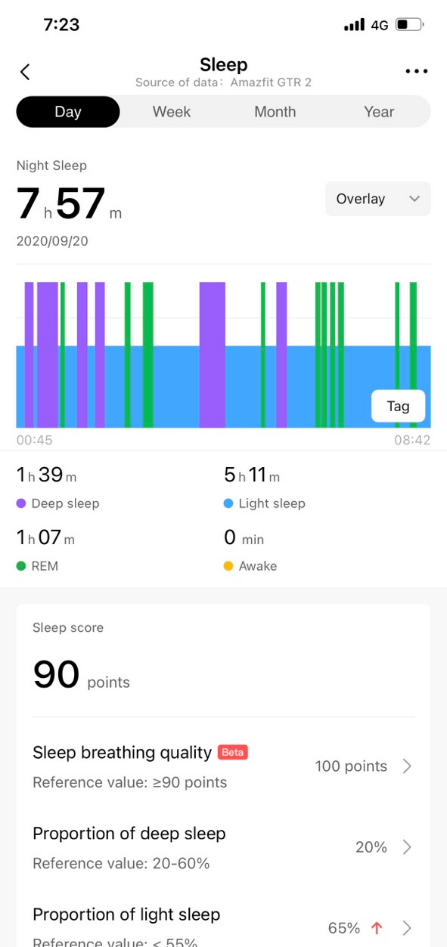 7:23 4G
Sleep
Source of data: Amazfit GTR 2
Day Week Month Year
Night Sleep
7 h 57 m
Overlay
2020/09/20
Tag
00:45 08:42
1 h 39 m 5 h 11 m
Deep sleep Light sleep
1 h 07 m 0 min
REM Awake
Sleep score
90 points
Sleep breathing quality Beta
100 points
Reference value: ≥90 points
Proportion of deep sleep
20%
Reference value: 20-60%
Proportion of light sleep
65% ↑
Reference value: < 55%